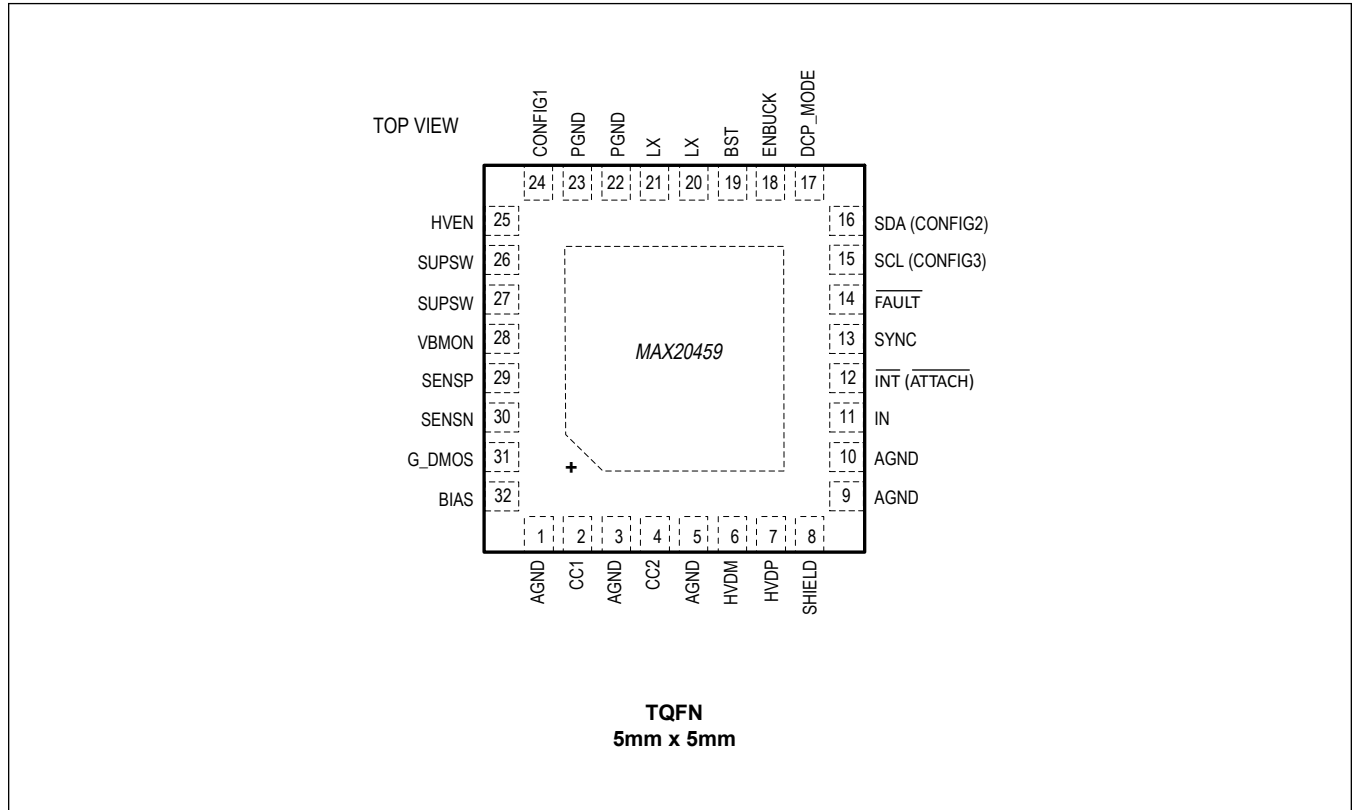 TOP VIEW
CONFIG1
PGND
PGND
LX
LX
BST
ENBUCK
DCP_MODE
24 23 22 21 20 19 18 17
HVEN 25
SUPSW 26
SUPSW 27
VBMON 28
SENSP 29
SENSN 30
G_DMOS 31
BIAS 32
MAX20459
+
16 SDA (CONFIG2)
15 SCL (CONFIG3)
14 FAULT
13 SYNC
12 INT (ATTACH)
11 IN
10 AGND
9 AGND
1 2 3 4 5 6 7 8
AGND
CC1
AGND
CC2
AGND
HVDM
HVDP
SHIELD
TQFN
5mm x 5mm